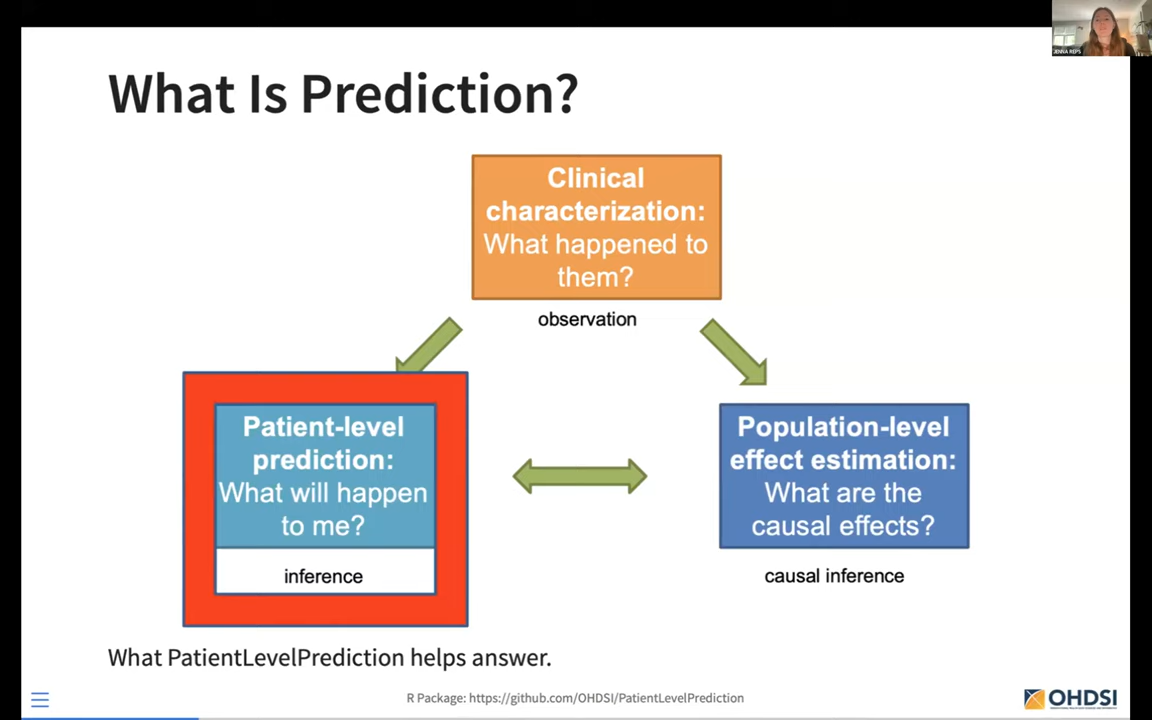 JENNA REPS
What Is Prediction?
Clinical
characterization:
What happened to
them?
observation
Patient-level
prediction:
What will happen
to me?
inference
Population-level
effect estimation:
What are the
causal effects?
causal inference
What PatientLevelPrediction helps answer.
R Package: https://github.com/OHDSI/PatientLevelPrediction
OHDSI